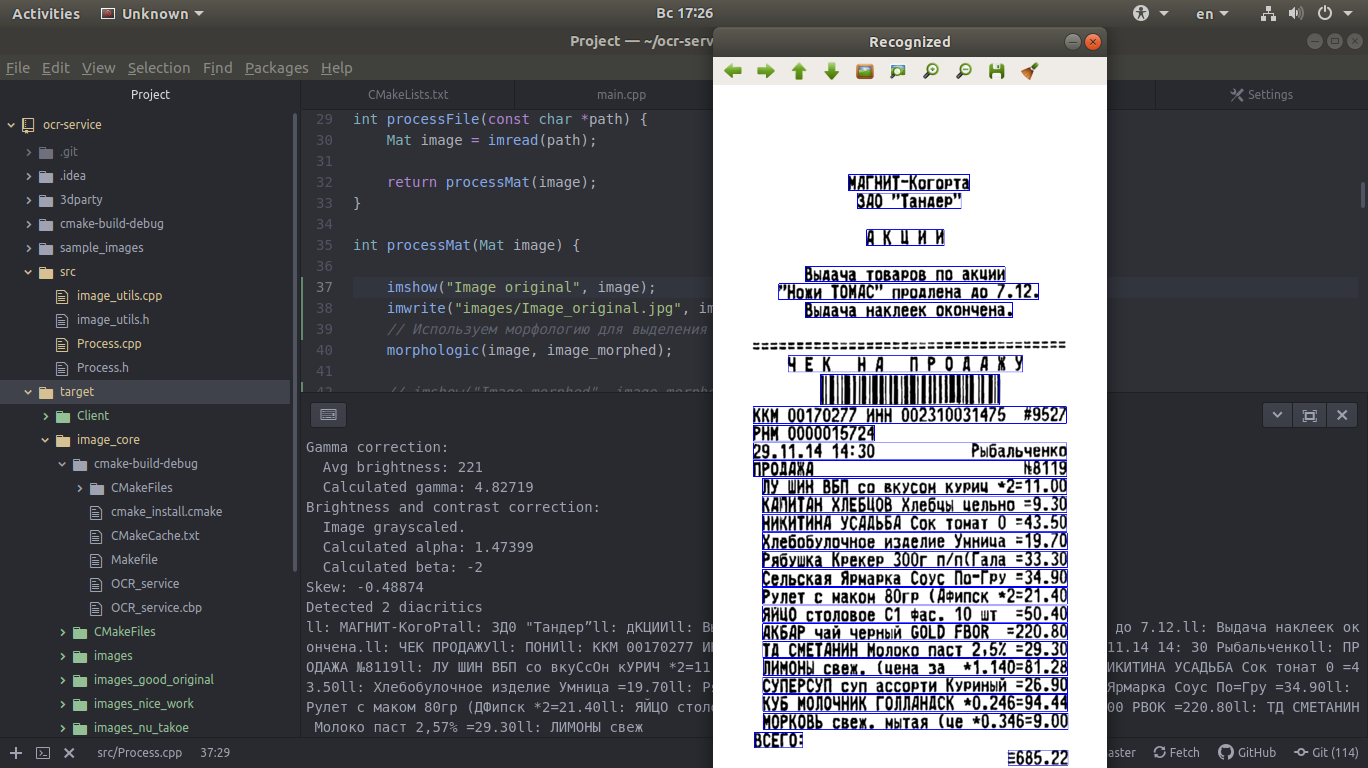 Activities Unknown Вс 17:26 en
Project — ~/ocr-serv
Recognized
File Edit View Selection Find Packages Help
Project
CMakeLists.txt main.cpp Settings
ocr-service
.git
.idea
3dparty
cmake-build-debug
sample_images
src
image_utils.cpp
image_utils.h
Process.cpp
Process.h
target
Client
image_core
cmake-build-debug
CMakeFiles
cmake_install.cmake
CMakeCache.txt
Makefile
OCR_service
OCR_service.cbp
CMakeFiles
images
images_good_original
images_nice_work
images_nu_takoe
29 int processFile(const char *path) {
30 Mat image = imread(path);
31
32 return processMat(image);
33 }
34
35 int processMat(Mat image) {
36
37 imshow("Image original", image);
38 imwrite("images/Image_original.jpg", im
39 // Используем морфологию для выделения
40 morphologic(image, image_morphed);
41
42 // imshow("Image morphed", image_morph
Gamma correction:
Avg brightness: 221
Calculated gamma: 4.82719
Brightness and contrast correction:
Image grayscaled.
Calculated alpha: 1.47399
Calculated beta: -2
Skew: -0.48874
Detected 2 diacritics
ll: МАГНИТ-КогоРтаll: ЗД0 "Тандер”ll: дКЦИИll: Вы до 7.12.ll: Выдача наклеек ок
ончена.ll: ЧЕК ПРОДАЖУll: ПОНИll: ККМ 00170277 ИН 11.14 14: 30 Рыбальченкоll: ПР
ОДАЖА №8119ll: ЛУ ШИН ВБП со вкуСсОн кУРИЧ *2=11 ИКИТИНА УСАДЬБА Сок тонат 0 =4
3.50ll: Хлебобулочное изделие Умница =19.70ll: Р Ярмарка Соус По=Гру =34.90ll:
Рулет с маком 80гр (ДФипск *2=21.40ll: ЯЙЦО столо 00 РВОК =220.80ll: ТД СМЕТАНИН
Молоко паст 2,57% =29.30ll: ЛИМОНЫ свеж
МАГНИТ-Когорта
ЗАО "Тандер"
А К Ц И И
Выдача товаров по акции
"Ножи ТОМАС" продлена до 7.12.
Выдача наклеек окончена.
=====================================
Ч Е К Н А П Р О Д А Ж У
ККМ 00170277 ИНН 002310031475 #9527
РНМ 0000015724
29.11.14 14:30 Рыбальченко
ПРОДАЖА №8119
ЛУ ШИН ВБП со вкусом куриц *2=11.00
КАПИТАН ХЛЕБЦОВ Хлебцы цельно =9.30
НИКИТИНА УСАДЬБА Сок томат 0 =43.50
Хлебобулочное изделие Умница =19.70
Рябушка Крекер 300г п/п(Гала =33.30
Сельская Ярмарка Соус По-Гру =34.90
Рулет с маком 80гр (Афипск *2=21.40
ЯЙЦО столовое С1 фас. 10 шт =50.40
АКБАР чай черный GOLD FBOR =220.80
ТД СМЕТАНИН Молоко паст 2,5% =29.30
ЛИМОНЫ свеж. (цена за *1.140=81.28
СУПЕРСУП суп ассорти Куриный =26.90
КУБ МОЛОЧНИК ГОЛЛАНДСК *0.246=94.44
МОРКОВЬ свеж. мытая (це *0.346=9.00
ВСЕГО:
=685.22
src/Process.cpp 37:29 aster Fetch GitHub Git (114)